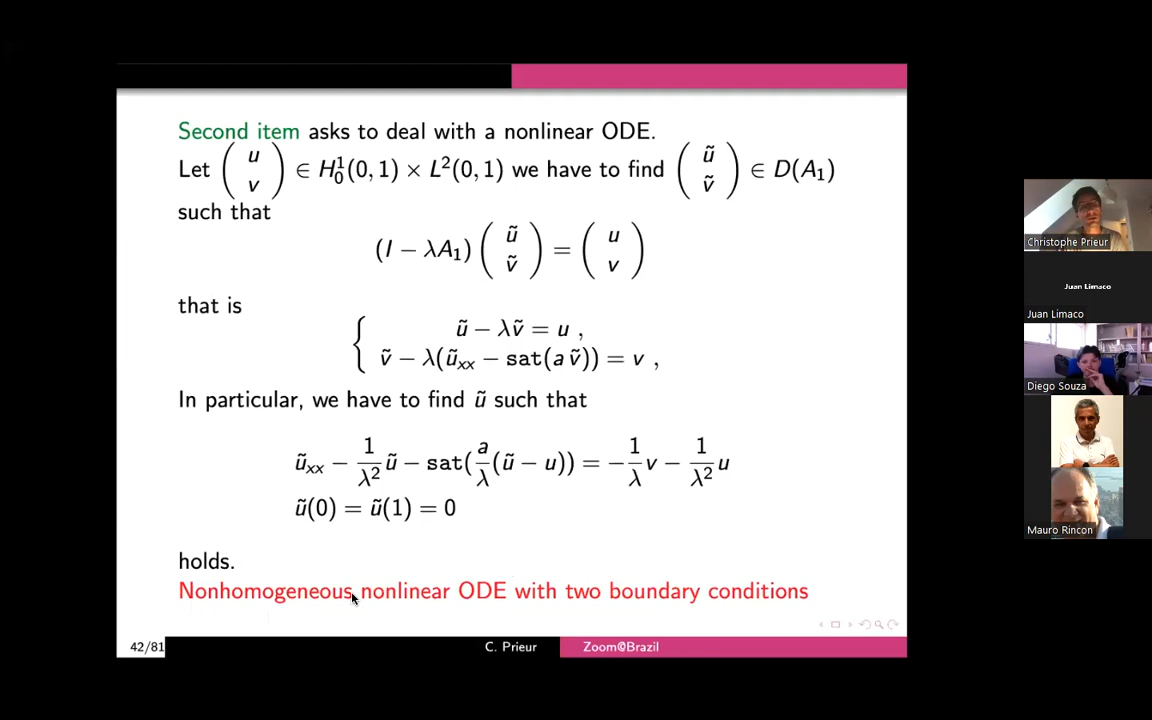 Second item asks to deal with a nonlinear ODE.
Let ( u v ) ∈ H₀¹(0, 1) × L²(0, 1) we have to find ( ũ ṽ ) ∈ D(A₁)
such that
(I − λA₁) ( ũ ṽ ) = ( u v )
that is
{ ũ − λṽ = u ,
ṽ − λ(ũₓₓ − sat(a ṽ)) = v ,
In particular, we have to find ũ such that
ũₓₓ − 1/λ² ũ − sat(a/λ (ũ − u)) = − 1/λ v − 1/λ² u
ũ(0) = ũ(1) = 0
holds.
Nonhomogeneous nonlinear ODE with two boundary conditions
42/81
C. Prieur
Zoom@Brazil
Christophe Prieur
Juan Limaco
Juan Limaco
Diego Souza
Mauro Rincon